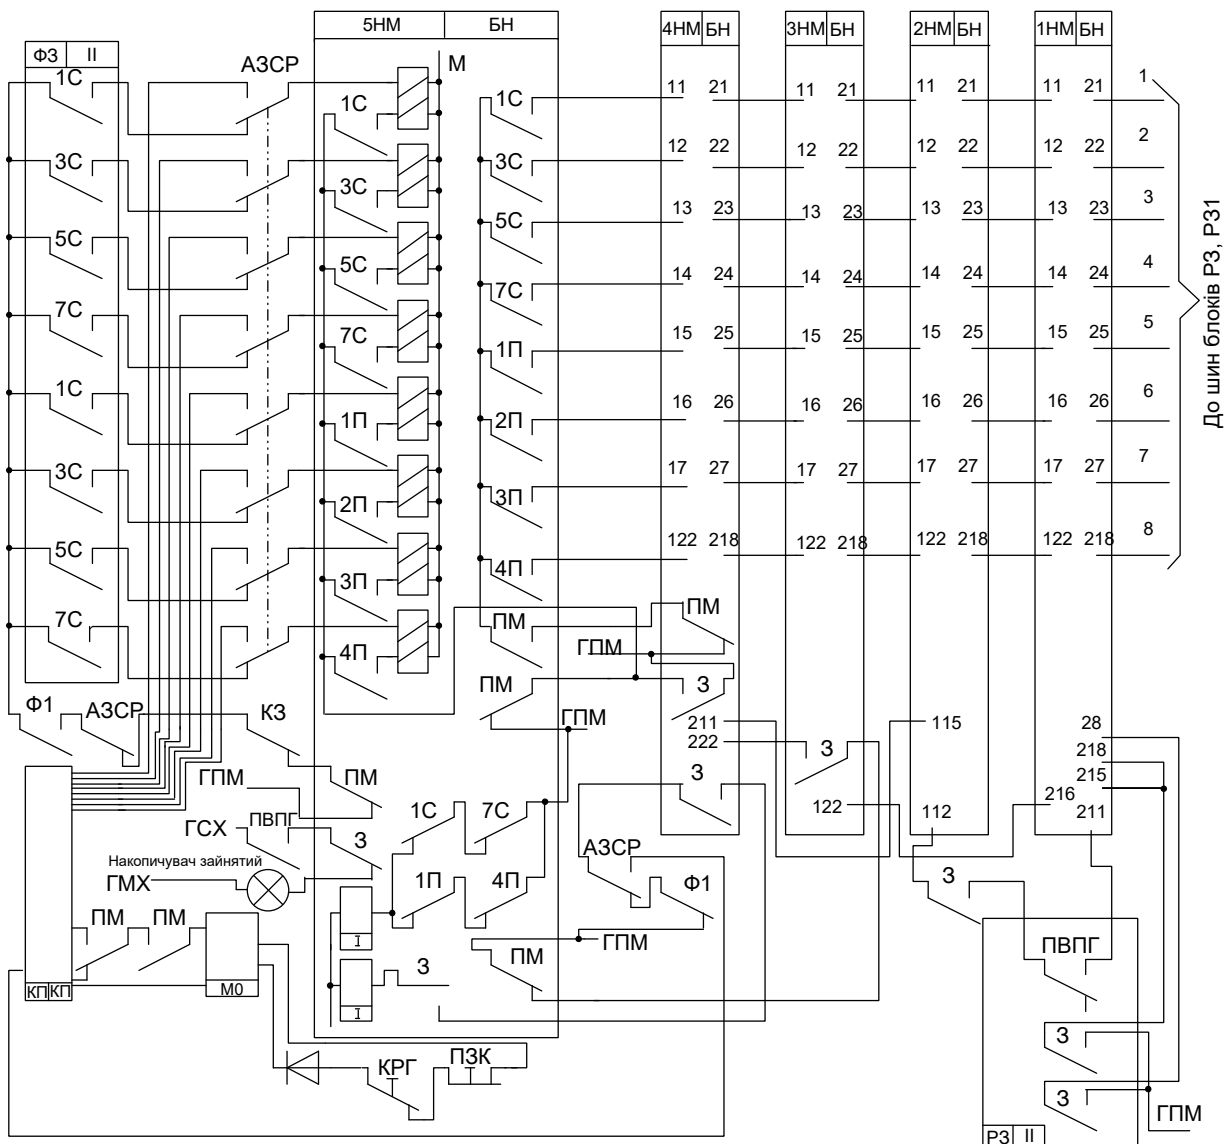 5НМ БН
4НМ БН
3НМ БН
2НМ БН
1НМ БН
ФЗ II
1С
3С
5С
7С
1С
3С
5С
7С
АЗСР
М
1С
3С
5С
7С
1П
2П
3П
4П
1С
3С
5С
7С
1П
2П
3П
4П
11 21 11 21 11 21 11 21 1
12 22 12 22 12 22 12 22 2
13 23 13 23 13 23 13 23 3
14 24 14 24 14 24 14 24 4
15 25 15 25 15 25 15 25 5
16 26 16 26 16 26 16 26 6
17 27 17 27 17 27 17 27 7
122 218 122 218 122 218 122 218 8
До шин блоків РЗ, РЗ1
ПМ
ПМ
ГПМ
ПМ
З
ГПМ
Ф1
АЗСР
КЗ
211
222
З
115
28
218
215
216
211
ГПМ
ПМ
З
122
112
1С
7С
ГСХ
ПВПГ
З
Накопичувач зайнятий
ГМХ
1П
4П
АЗСР
Ф1
З
ПМ
ПМ
I
ГПМ
ПМ
З
ПВПГ
КП КП
М0
I
З
КРГ
ПЗК
З
ГПМ
РЗ II